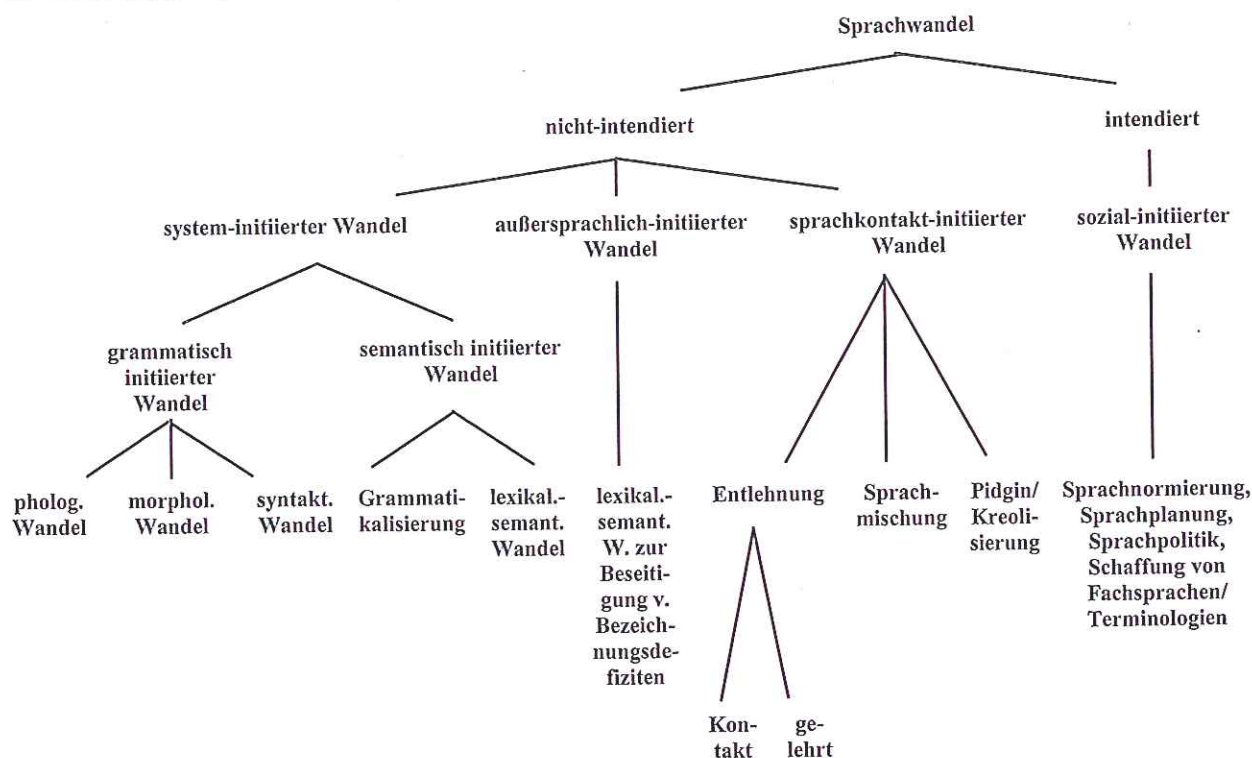 Sprachwandel
nicht-intendiert
intendiert
system-initiierter Wandel
außersprachlich-initiierter
Wandel
sprachkontakt-initiierter
Wandel
sozial-initiierter
Wandel
grammatisch
initiierter
Wandel
semantisch initiierter
Wandel
pholog.
Wandel
morphol.
Wandel
syntakt.
Wandel
Grammati-
kalisierung
lexikal.-
semant.
Wandel
lexikal.-
semant.
W. zur
Beseiti-
gung v.
Bezeich-
nungsde-
fiziten
Entlehnung
Sprach-
mischung
Pidgin/
Kreoli-
sierung
Sprachnormierung,
Sprachplanung,
Sprachpolitik,
Schaffung von
Fachsprachen/
Terminologien
Kon-
takt
ge-
lehrt